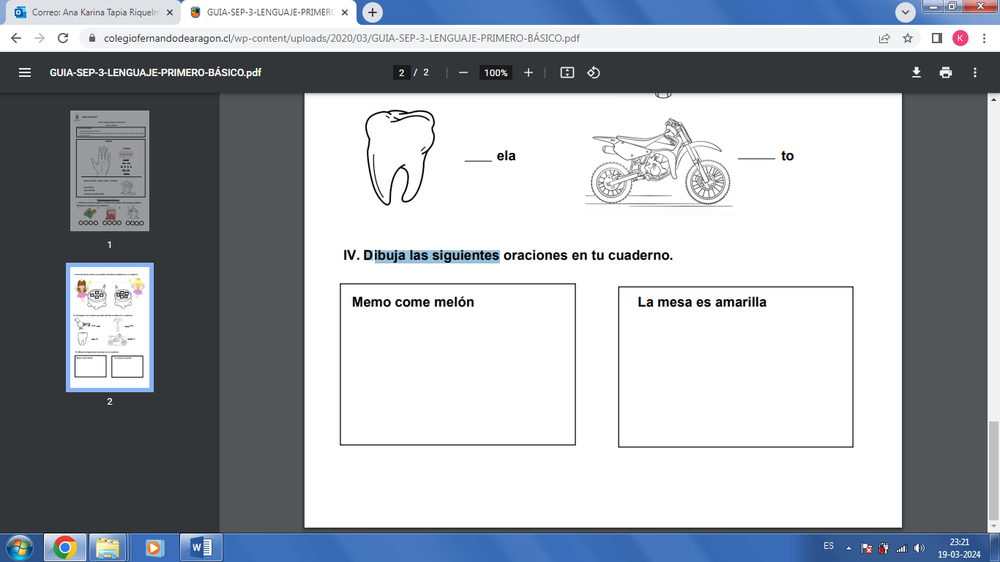 Correo: Ana Karina Tapia Riquelm
GUIA-SEP-3-LENGUAJE-PRIMERO
colegiofernandodearagon.cl/wp-content/uploads/2020/03/GUIA-SEP-3-LENGUAJE-PRIMERO-BÁSICO.pdf
K
GUIA-SEP-3-LENGUAJE-PRIMERO-BÁSICO.pdf
2 / 2
100%
1
2
___ ela
_____ to
IV. Dibuja las siguientes oraciones en tu cuaderno.
Memo come melón
La mesa es amarilla
ES
23:21
19-03-2024